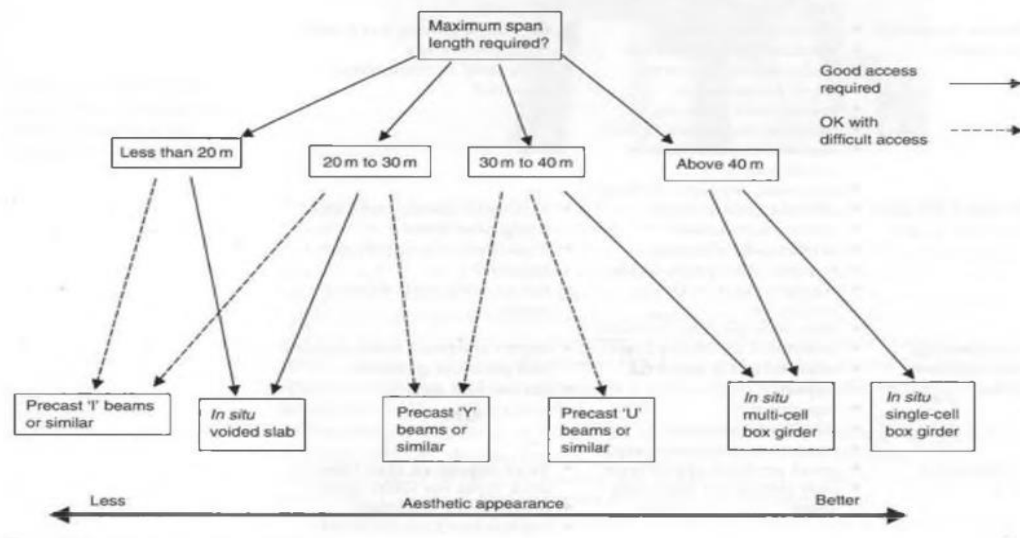 Maximum span
length required?
Good access
required
OK with
difficult access
Less than 20 m
20 m to 30 m
30 m to 40 m
Above 40 m
Precast 'I' beams
or similar
In situ
voided slab
Precast 'Y'
beams or
similar
Precast 'U'
beams or
similar
In situ
multi-cell
box girder
In situ
single-cell
box girder
Less
Aesthetic appearance
Better